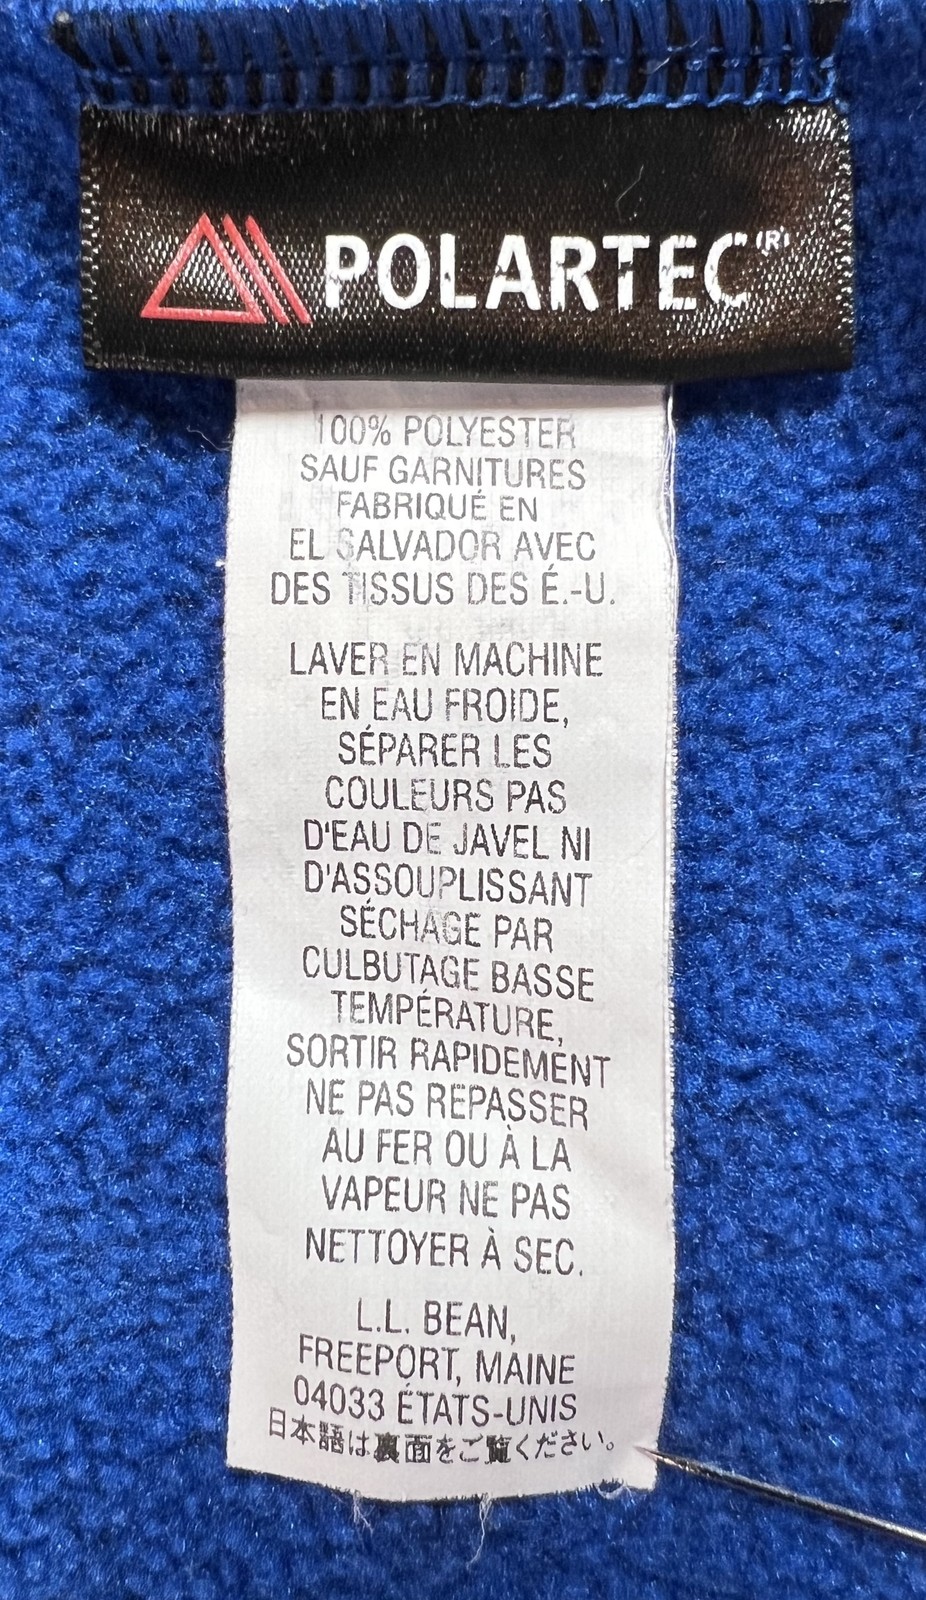 POLARTEC(R)
100% POLYESTER
SAUF GARNITURES
FABRIQUÉ EN
EL SALVADOR AVEC
DES TISSUS DES É.-U.
LAVER EN MACHINE
EN EAU FROIDE,
SÉPARER LES
COULEURS PAS
D'EAU DE JAVEL NI
D'ASSOUPLISSANT
SÉCHAGE PAR
CULBUTAGE BASSE
TEMPÉRATURE,
SORTIR RAPIDEMENT
NE PAS REPASSER
AU FER OU À LA
VAPEUR NE PAS
NETTOYER À SEC.
L.L. BEAN,
FREEPORT, MAINE
04033 ÉTATS-UNIS
日本語は裏面をご覧ください。